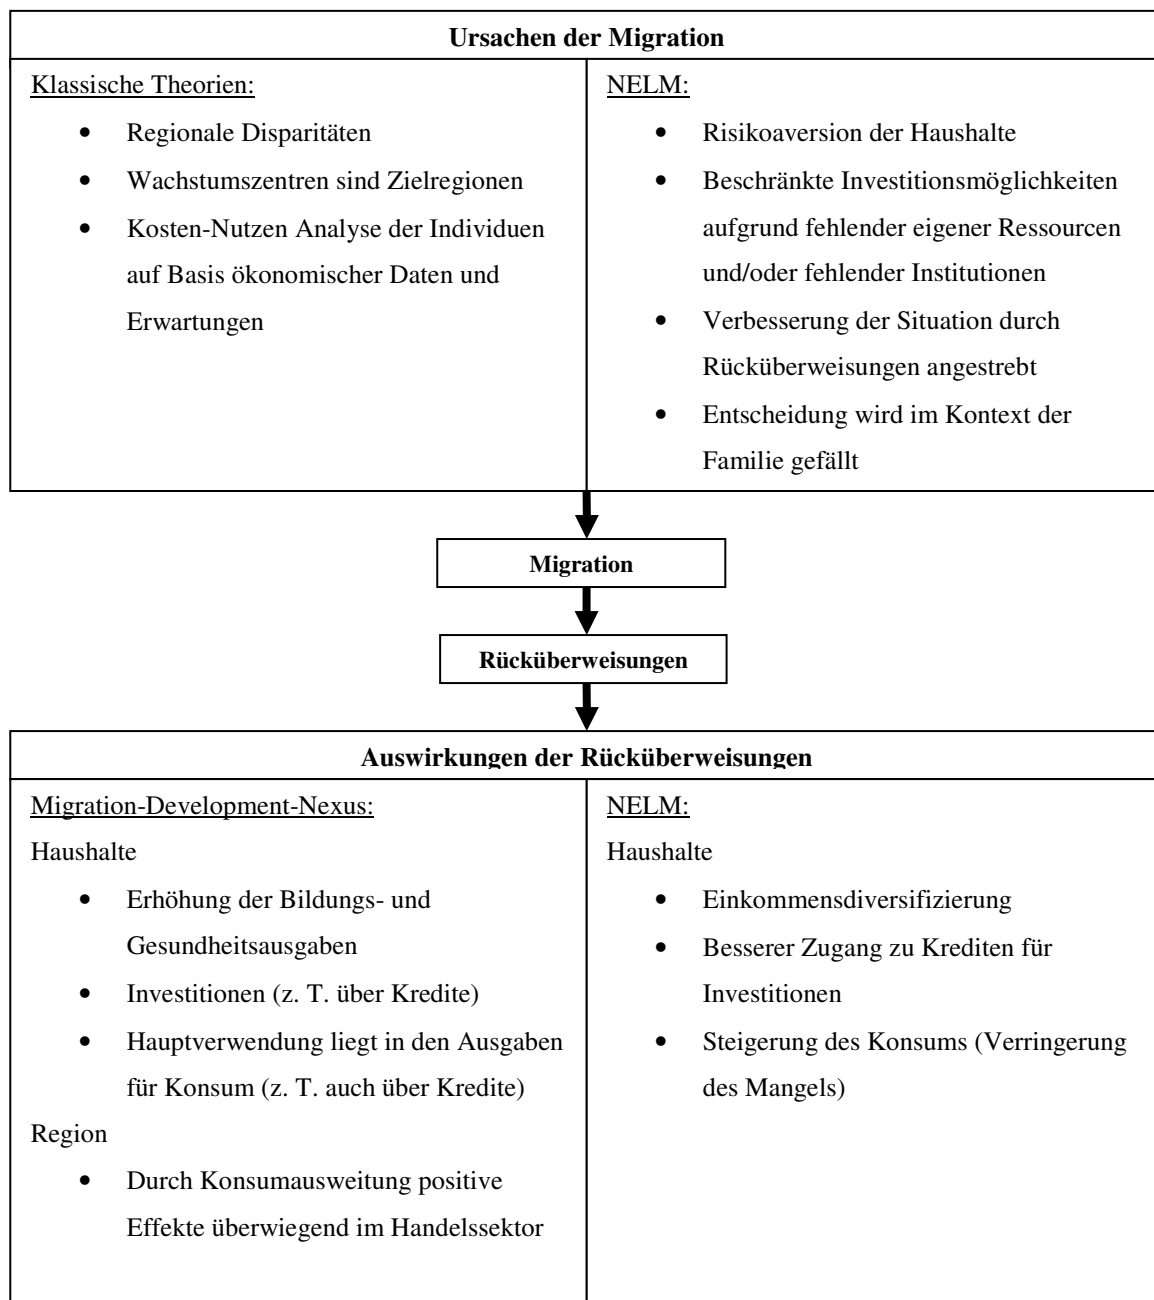 Ursachen der Migration
Klassische Theorien:
• Regionale Disparitäten
• Wachstumszentren sind Zielregionen
• Kosten-Nutzen Analyse der Individuen
auf Basis ökonomischer Daten und
Erwartungen
NELM:
• Risikoaversion der Haushalte
• Beschränkte Investitionsmöglichkeiten
aufgrund fehlender eigener Ressourcen
und/oder fehlender Institutionen
• Verbesserung der Situation durch
Rücküberweisungen angestrebt
• Entscheidung wird im Kontext der
Familie gefällt
Migration
Rücküberweisungen
Auswirkungen der Rücküberweisungen
Migration-Development-Nexus:
Haushalte
• Erhöhung der Bildungs- und
Gesundheitsausgaben
• Investitionen (z. T. über Kredite)
• Hauptverwendung liegt in den Ausgaben
für Konsum (z. T. auch über Kredite)
Region
• Durch Konsumausweitung positive
Effekte überwiegend im Handelssektor
NELM:
Haushalte
• Einkommensdiversifizierung
• Besserer Zugang zu Krediten für
Investitionen
• Steigerung des Konsums (Verringerung
des Mangels)